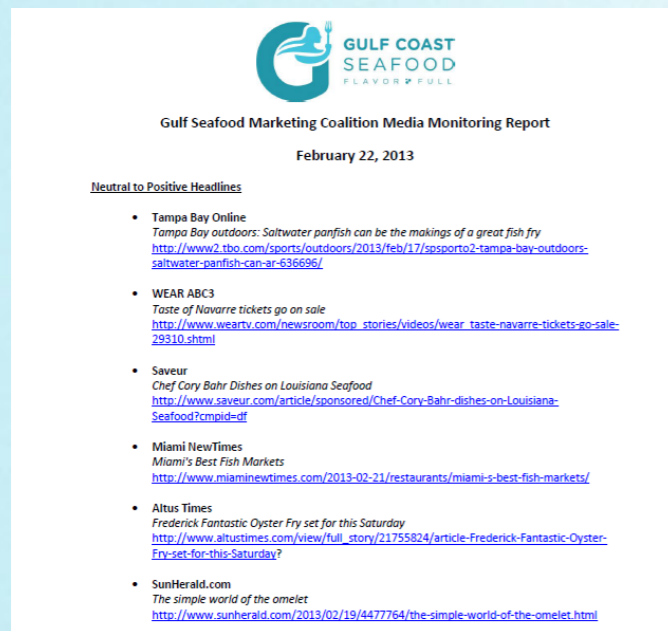 GULF COAST
SEAFOOD
FLAVOR FULL
Gulf Seafood Marketing Coalition Media Monitoring Report
February 22, 2013
Neutral to Positive Headlines
• Tampa Bay Online
Tampa Bay outdoors: Saltwater panfish can be the makings of a great fish fry
http://www2.tbo.com/sports/outdoors/2013/feb/17/spsporto2-tampa-bay-outdoors-
saltwater-panfish-can-ar-636696/
• WEAR ABC3
Taste of Navarre tickets go on sale
http://www.weartv.com/newsroom/top_stories/videos/wear_taste-navarre-tickets-go-sale-
29310.shtml
• Saveur
Chef Cory Bahr Dishes on Louisiana Seafood
http://www.saveur.com/article/sponsored/Chef-Cory-Bahr-dishes-on-Louisiana-
Seafood?cmpid=df
• Miami NewTimes
Miami's Best Fish Markets
http://www.miaminewtimes.com/2013-02-21/restaurants/miami-s-best-fish-markets/
• Altus Times
Frederick Fantastic Oyster Fry set for this Saturday
http://www.altustimes.com/view/full_story/21755824/article-Frederick-Fantastic-Oyster-
Fry-set-for-this-Saturday?
• SunHerald.com
The simple world of the omelet
http://www.sunherald.com/2013/02/19/4477764/the-simple-world-of-the-omelet.html